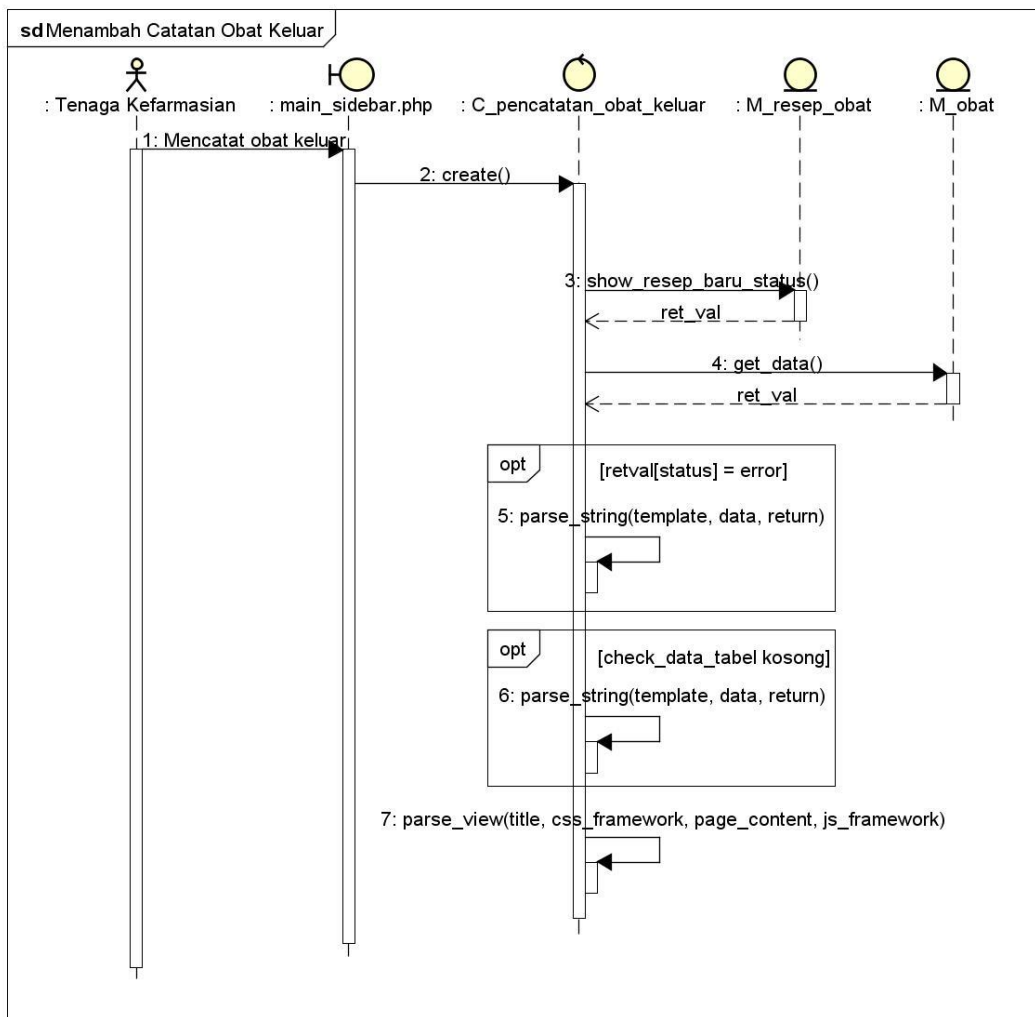 sd Menambah Catatan Obat Keluar
: Tenaga Kefarmasian
: main_sidebar.php
: C_pencatatan_obat_keluar
: M_resep_obat
: M_obat
1: Mencatat obat keluar
2: create()
3: show_resep_baru_status()
ret_val
4: get_data()
ret_val
opt
[retval[status] = error]
5: parse_string(template, data, return)
opt
[check_data_tabel kosong]
6: parse_string(template, data, return)
7: parse_view(title, css_framework, page_content, js_framework)